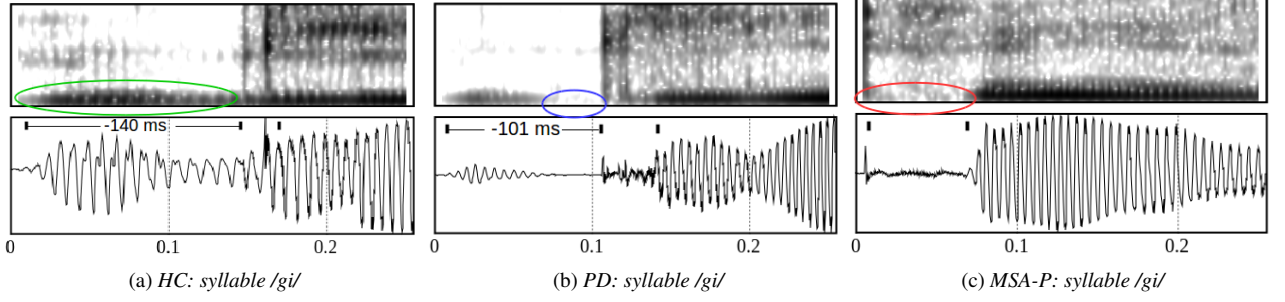 -140 ms
-101 ms
0 0.1 0.2
0 0.1 0.2
0.1 0.2
(a) HC: syllable /gi/
(b) PD: syllable /gi/
(c) MSA-P: syllable /gi/